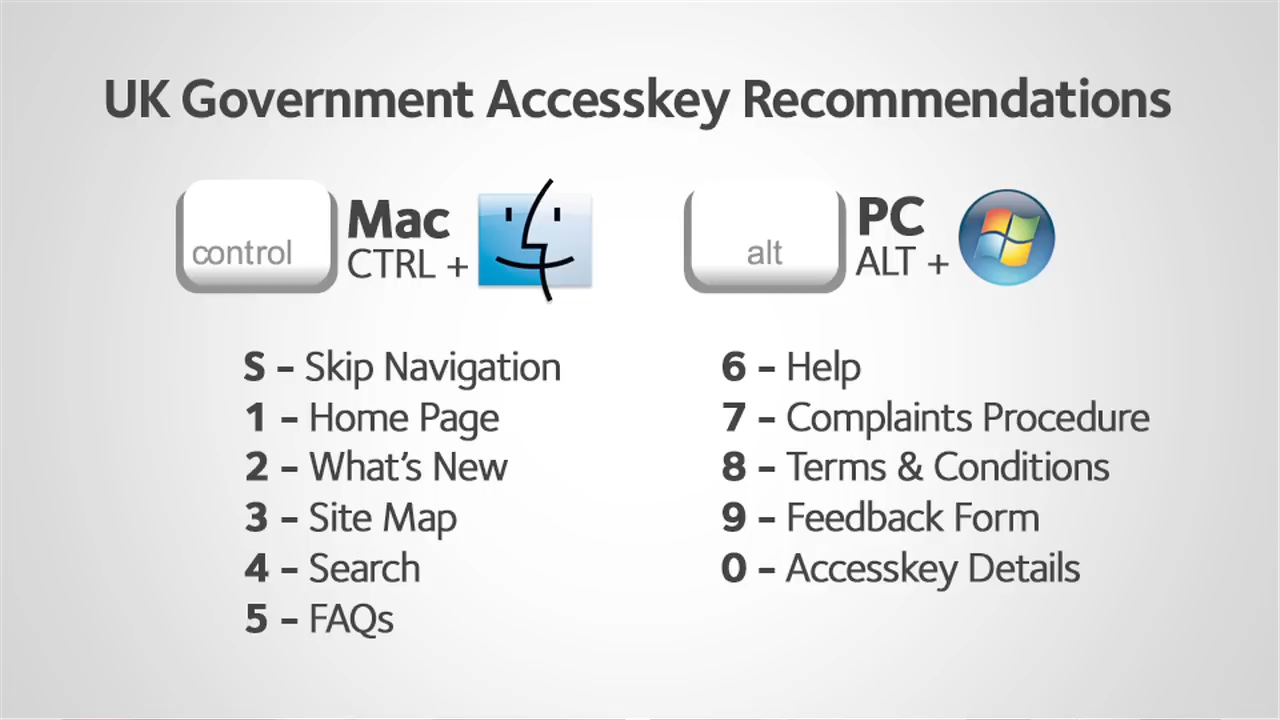 UK Government Accesskey Recommendations
control
Mac
CTRL +
alt
PC
ALT +
S – Skip Navigation
1 – Home Page
2 – What's New
3 – Site Map
4 – Search
5 – FAQs
6 – Help
7 – Complaints Procedure
8 – Terms & Conditions
9 – Feedback Form
0 – Accesskey Details